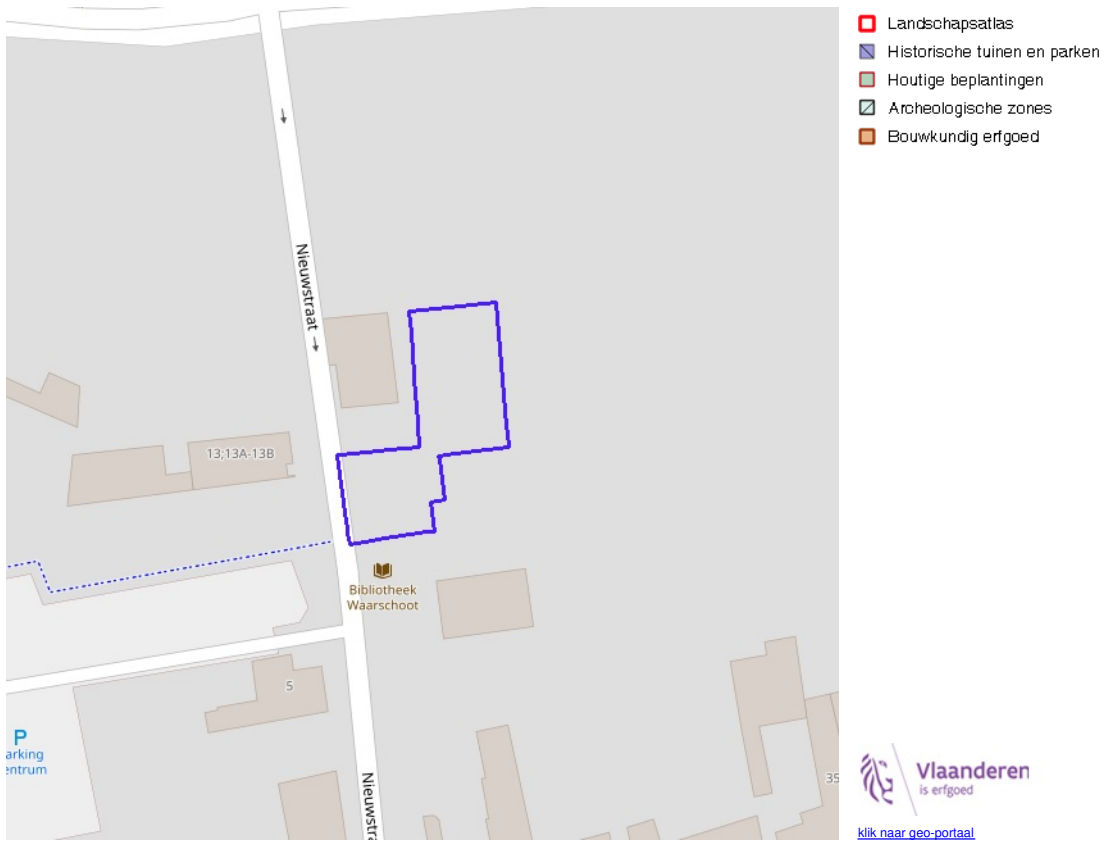 Landschapsatlas
Historische tuinen en parken
Houtige beplantingen
Archeologische zones
Bouwkundig erfgoed
Nieuwstraat
13;13A-13B
Bibliotheek
Waarschoot
5
P
arking
entrum
Nieuwstra
35
Vlaanderen
is erfgoed
klik naar geo-portaal